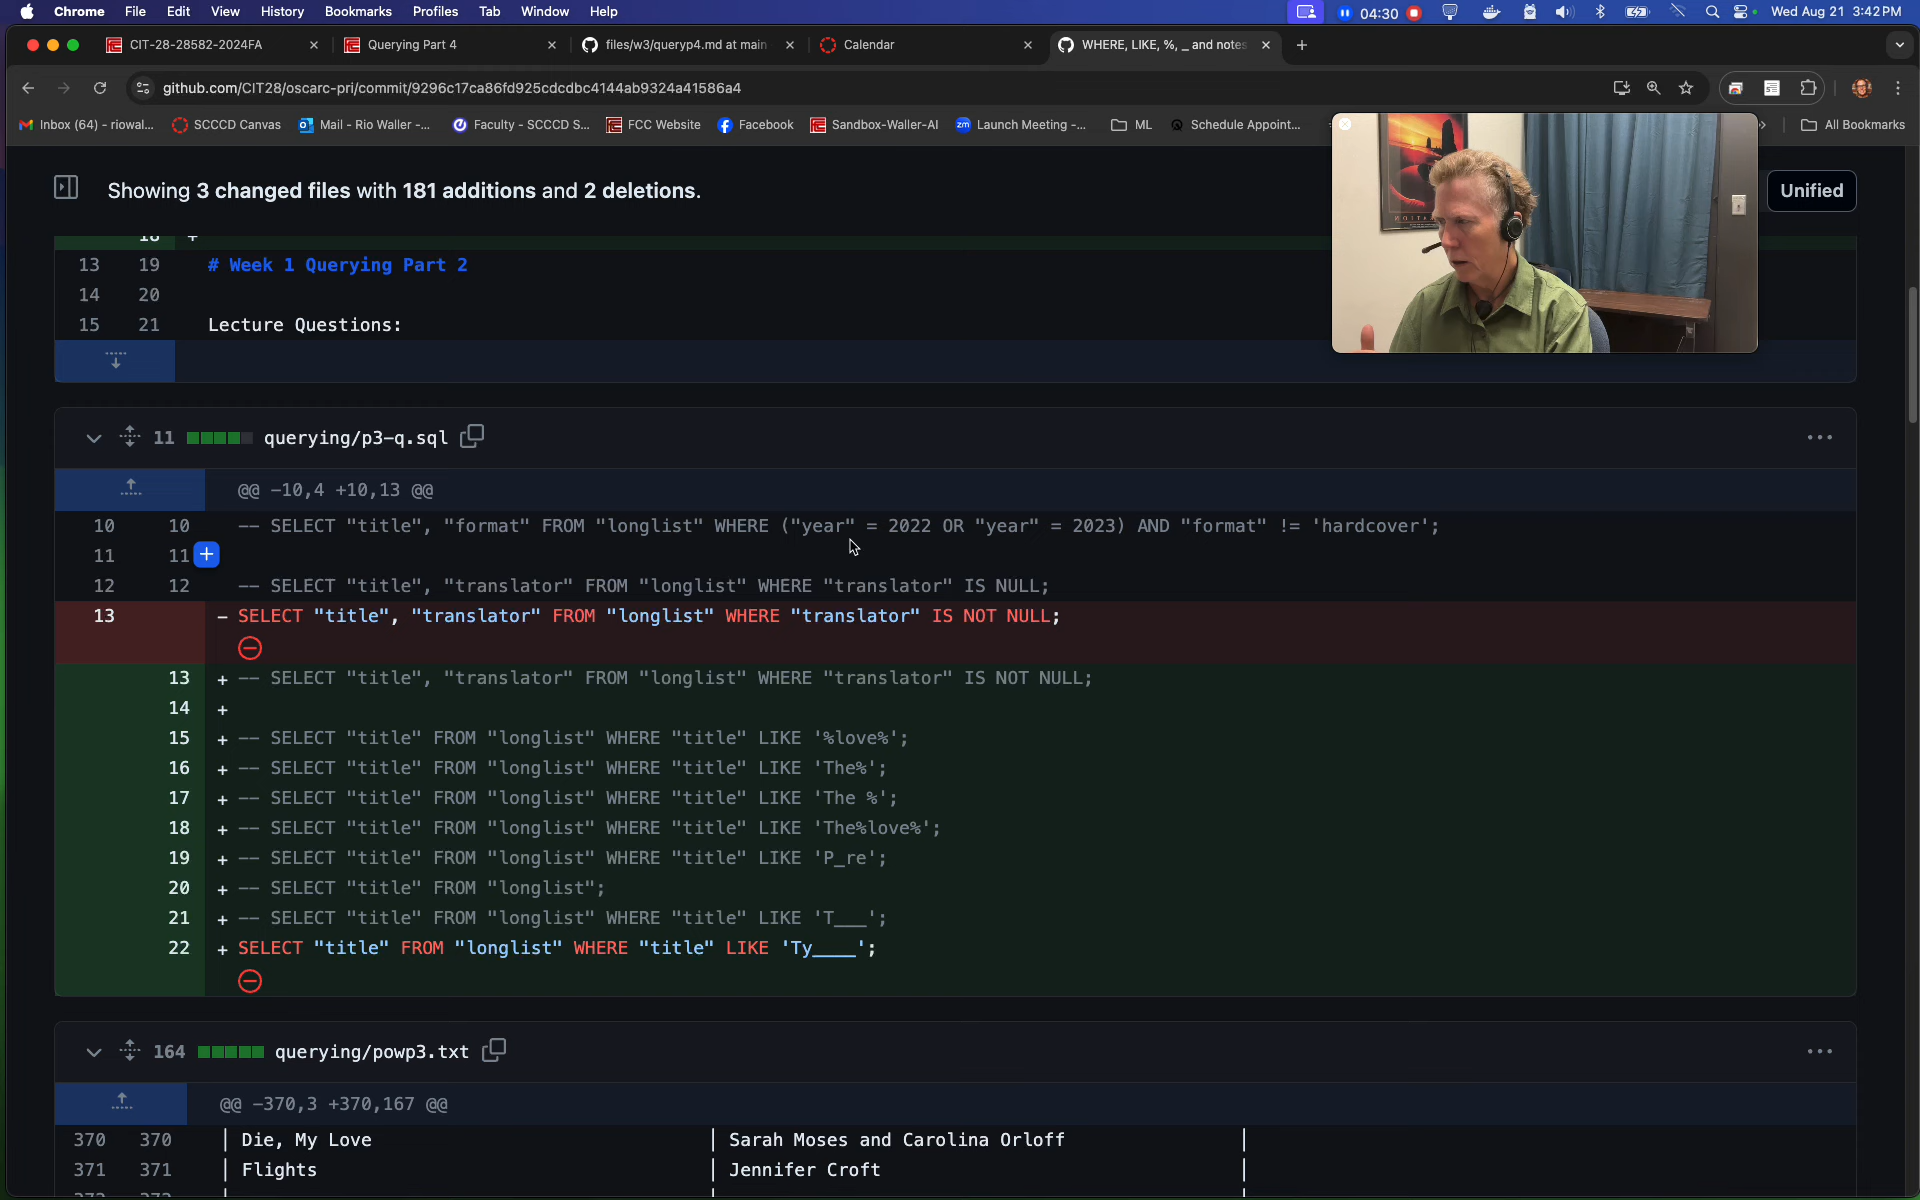 Chrome File Edit View History Bookmarks Profiles Tab Window Help 04:30 Wed Aug 21 3:42 PM
CIT-28-28582-2024FA Querying Part 4 files/w3/queryp4.md at main Calendar WHERE, LIKE, %, _ and notes
github.com/CIT28/oscarc-pri/commit/9296c17ca86fd925cdcdbc4144ab9324a41586a4
Inbox (64) - riowal... SCCCD Canvas Mail - Rio Waller -... Faculty - SCCCD S... FCC Website Facebook Sandbox-Waller-AI Launch Meeting -... ML Schedule Appoint... All Bookmarks
Showing 3 changed files with 181 additions and 2 deletions. Unified
18 +
13 19 # Week 1 Querying Part 2
14 20
15 21 Lecture Questions:
11 querying/p3-q.sql
@@ -10,4 +10,13 @@
10 10 -- SELECT "title", "format" FROM "longlist" WHERE ("year" = 2022 OR "year" = 2023) AND "format" != 'hardcover';
11 11
12 12 -- SELECT "title", "translator" FROM "longlist" WHERE "translator" IS NULL;
13 - SELECT "title", "translator" FROM "longlist" WHERE "translator" IS NOT NULL;
13 + -- SELECT "title", "translator" FROM "longlist" WHERE "translator" IS NOT NULL;
14 +
15 + -- SELECT "title" FROM "longlist" WHERE "title" LIKE '%love%';
16 + -- SELECT "title" FROM "longlist" WHERE "title" LIKE 'The%';
17 + -- SELECT "title" FROM "longlist" WHERE "title" LIKE 'The %';
18 + -- SELECT "title" FROM "longlist" WHERE "title" LIKE 'The%love%';
19 + -- SELECT "title" FROM "longlist" WHERE "title" LIKE 'P_re';
20 + -- SELECT "title" FROM "longlist";
21 + -- SELECT "title" FROM "longlist" WHERE "title" LIKE 'T___';
22 + SELECT "title" FROM "longlist" WHERE "title" LIKE 'Ty____';
164 querying/powp3.txt
@@ -370,3 +370,167 @@
370 370 | Die, My Love | Sarah Moses and Carolina Orloff |
371 371 | Flights | Jennifer Croft |